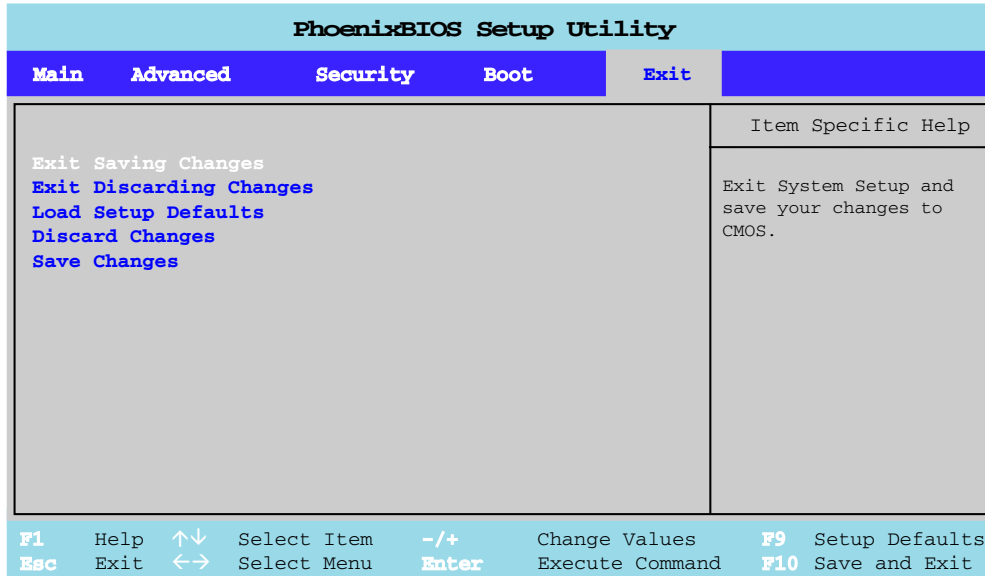 PhoenixBIOS Setup Utility
Main Advanced Security Boot Exit
Item Specific Help
Exit Saving Changes
Exit Discarding Changes
Load Setup Defaults
Discard Changes
Save Changes
Exit System Setup and
save your changes to
CMOS.
F1 Help ↑↓ Select Item -/+ Change Values F9 Setup Defaults
Esc Exit ←→ Select Menu Enter Execute Command F10 Save and Exit